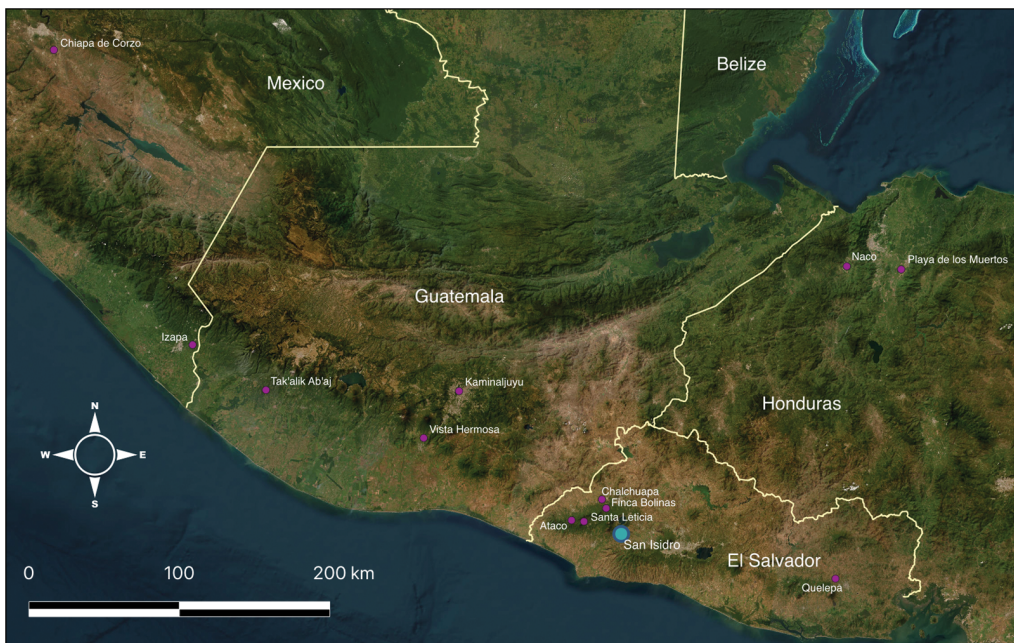 Chiapa de Corzo
Mexico
Belize
Naco
Playa de los Muertos
Guatemala
Izapa
Tak'alik Ab'aj
Kaminaljuyu
Honduras
Vista Hermosa
N
W
E
S
Chalchuapa
Finca Bolinas
Ataco
Santa Leticia
San Isidro
El Salvador
Quelepa
0
100
200 km